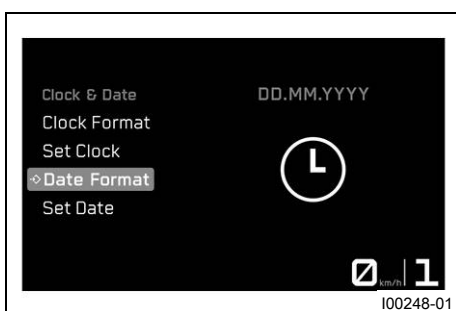 Clock & Date
DD.MM.YYYY
Clock Format
Set Clock
Date Format
Set Date
0 km/h 1
I00248-01